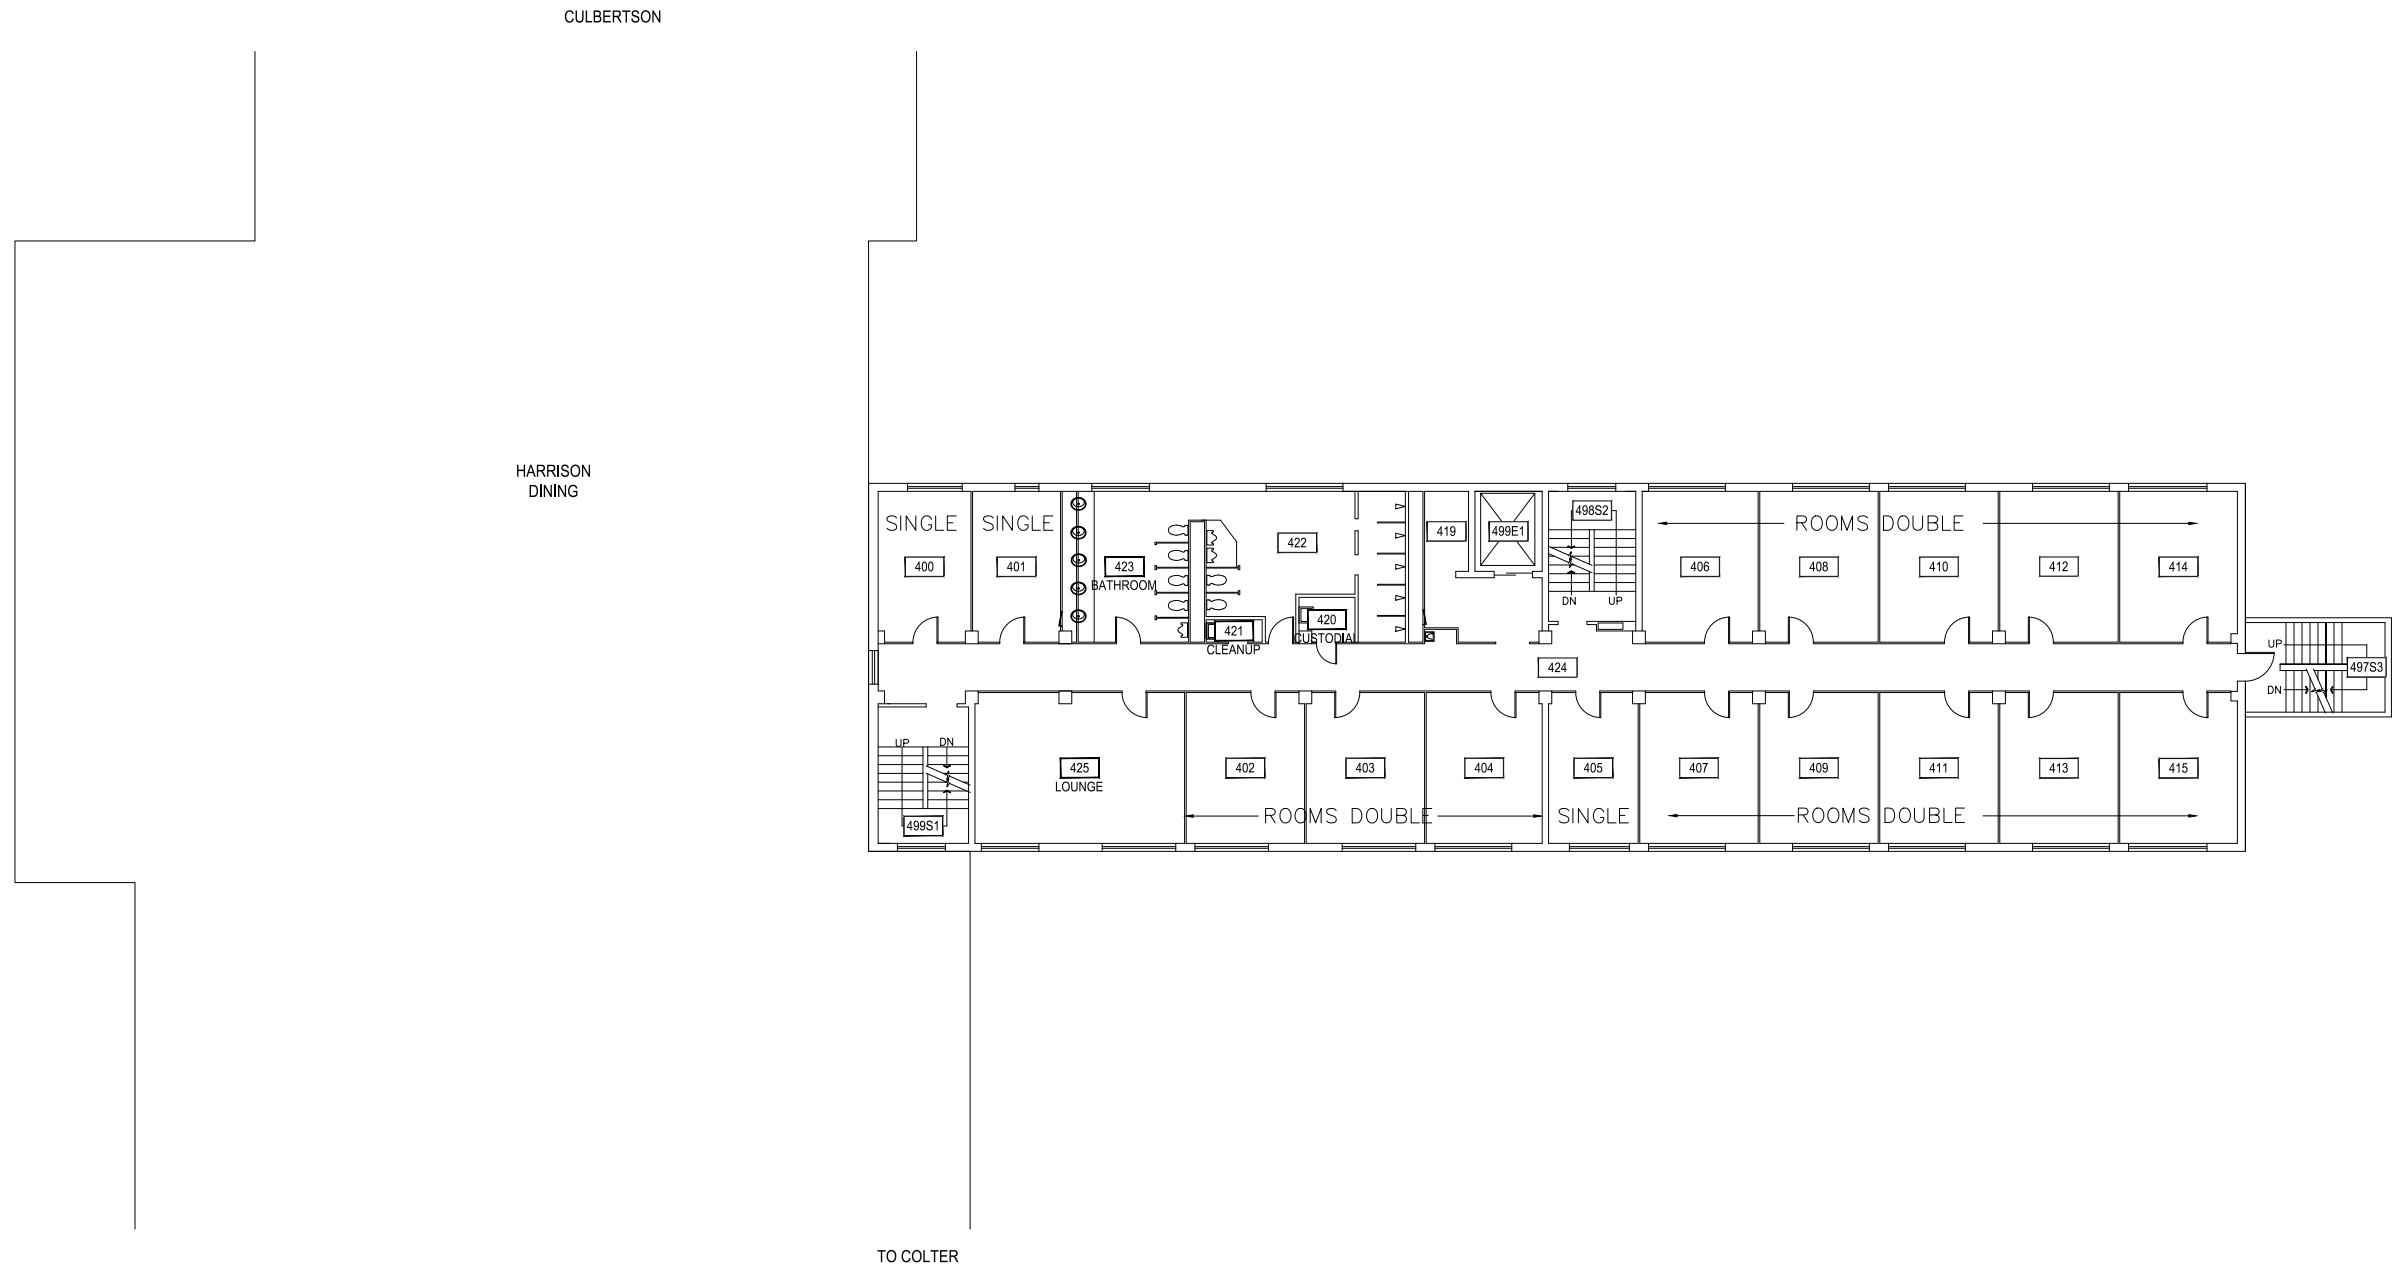 CULBERTSON
HARRISON
DINING
SINGLE
SINGLE
498S2
ROOMS DOUBLE
419
499E1
422
400
401
423
BATHROOM
406
408
410
412
414
DN
UP
420
CUSTODIAL
421
CLEANUP
424
UP
497S3
DN
UP
DN
425
LOUNGE
402
403
404
405
407
409
411
413
415
ROOMS DOUBLE
SINGLE
ROOMS DOUBLE
499S1
TO COLTER